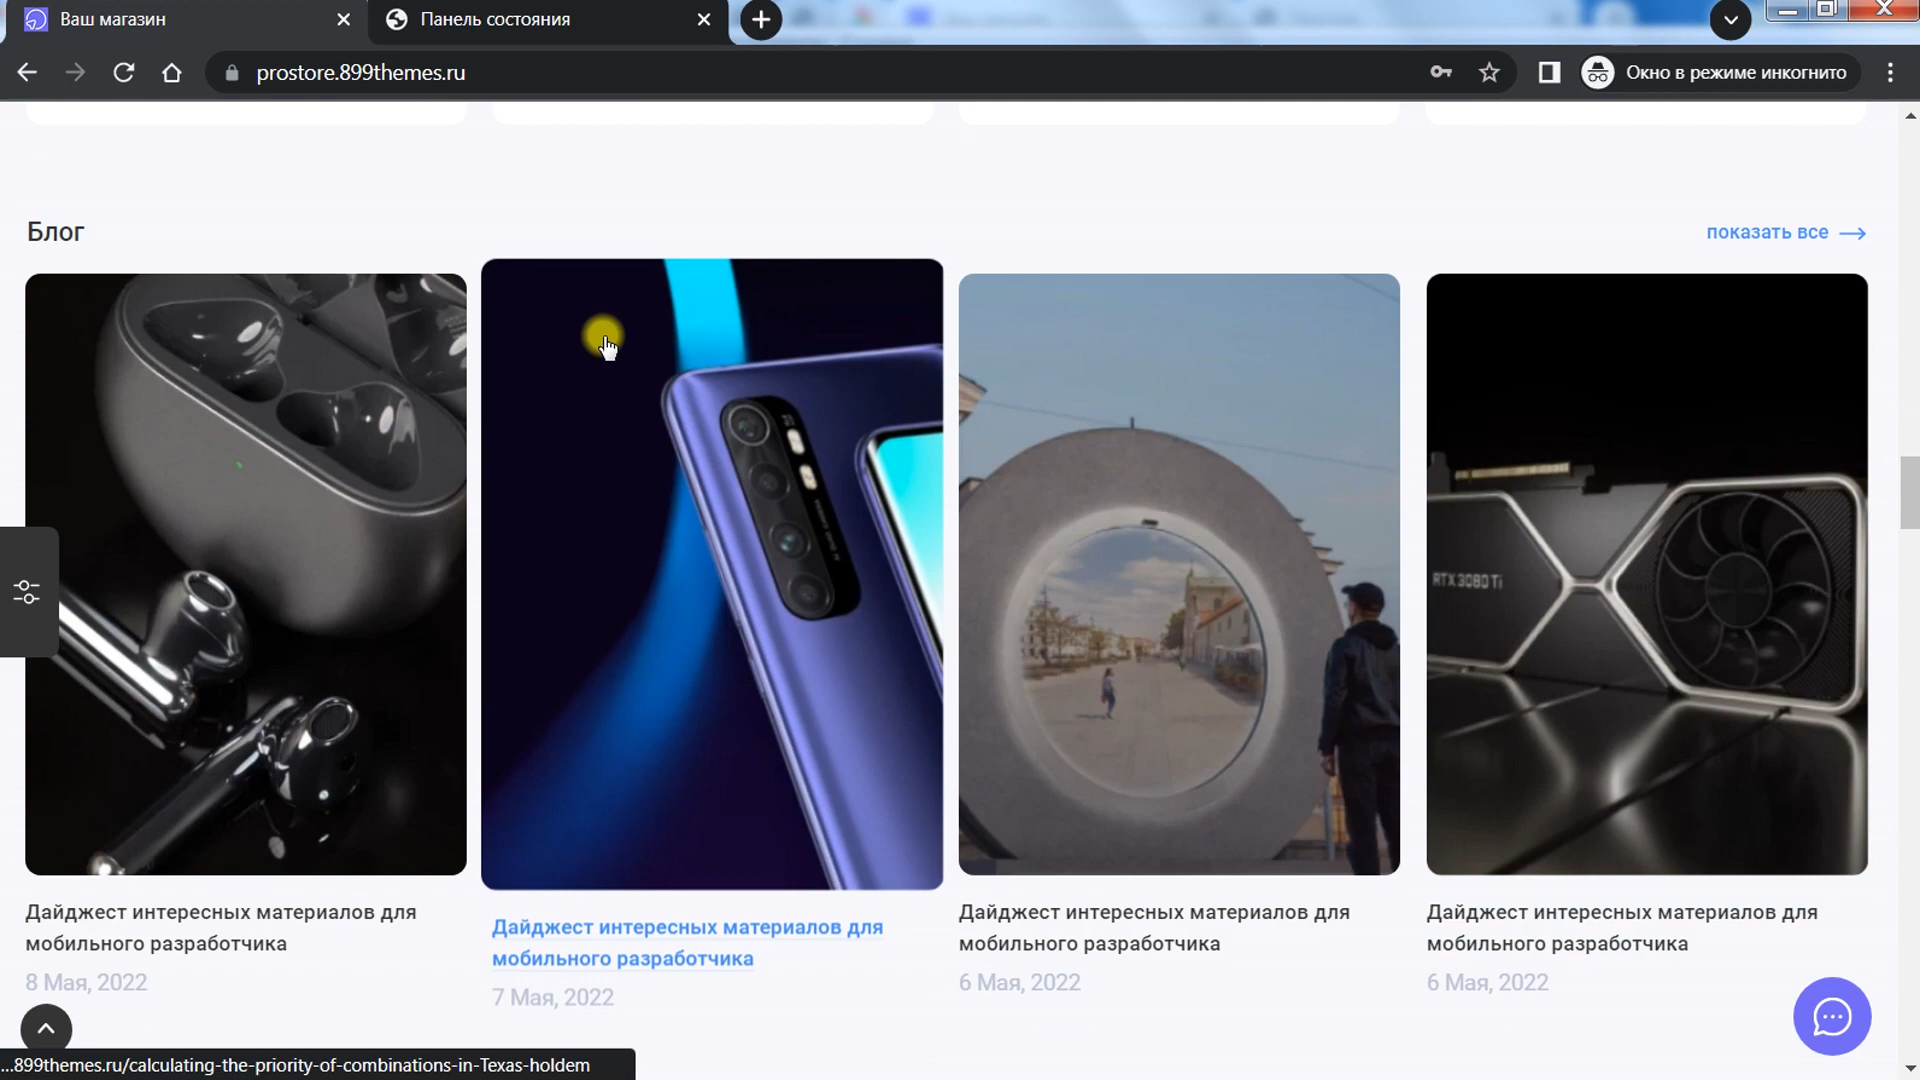 Ваш магазин
Панель состояния
prostore.899themes.ru
Окно в режиме инкогнито
Блог
показать все
RTX 3080 Ti
Дайджест интересных материалов для
мобильного разработчика
8 Мая, 2022
Дайджест интересных материалов для
мобильного разработчика
7 Мая, 2022
Дайджест интересных материалов для
мобильного разработчика
6 Мая, 2022
Дайджест интересных материалов для
мобильного разработчика
6 Мая, 2022
...899themes.ru/calculating-the-priority-of-combinations-in-Texas-holdem